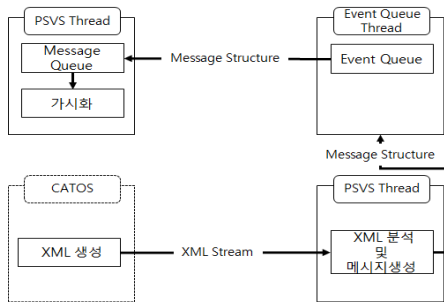 PSVS Thread
Message
Queue
가시화
Message Structure
Event Queue
Thread
Event Queue
Message Structure
CATOS
XML 생성
XML Stream
PSVS Thread
XML 분석
및
메시지생성